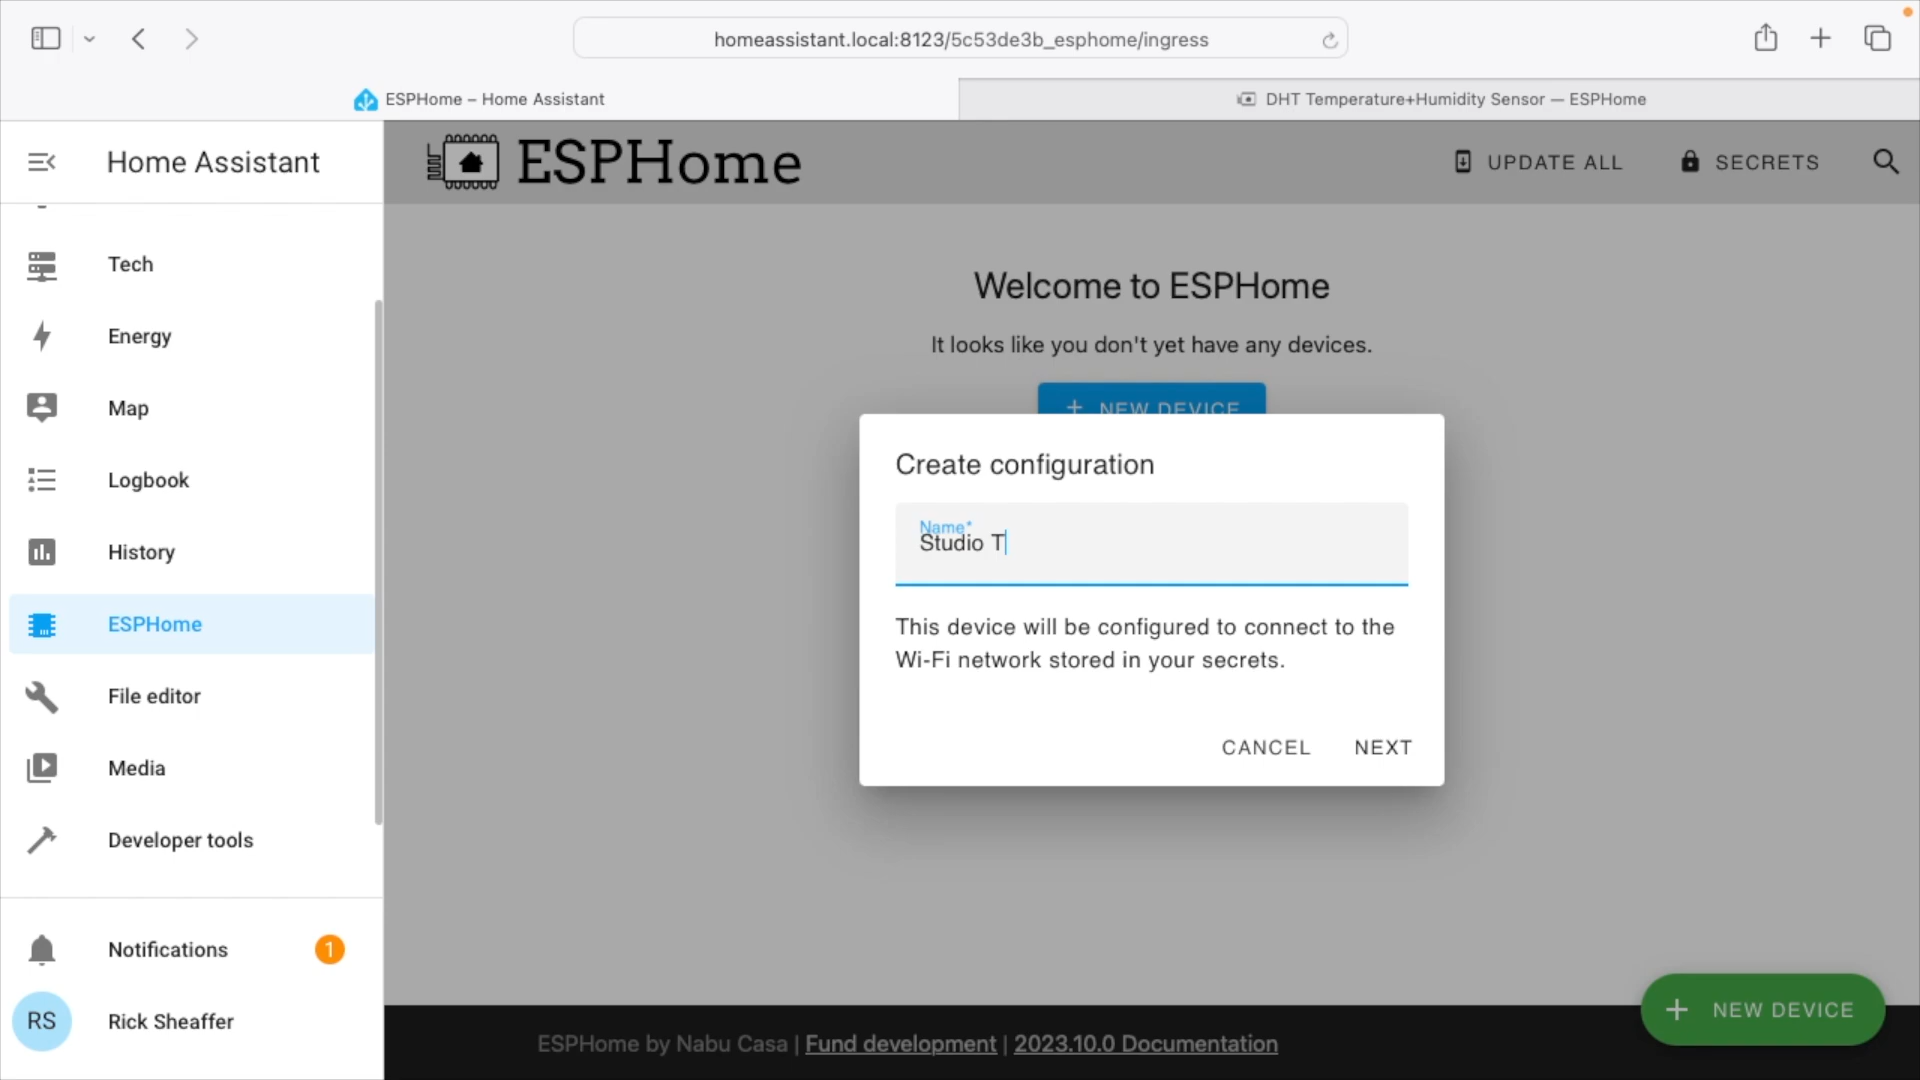 homeassistant.local:8123/5c53de3b_esphome/ingress
ESPHome – Home Assistant
DHT Temperature+Humidity Sensor — ESPHome
Home Assistant
ESPHome
UPDATE ALL
SECRETS
Tech
Energy
Map
Logbook
History
ESPHome
File editor
Media
Developer tools
Notifications
1
RS
Rick Sheaffer
Welcome to ESPHome
It looks like you don't yet have any devices.
+ NEW DEVICE
Create configuration
Name*
Studio T
This device will be configured to connect to the
Wi-Fi network stored in your secrets.
CANCEL
NEXT
+ NEW DEVICE
ESPHome by Nabu Casa | Fund development | 2023.10.0 Documentation